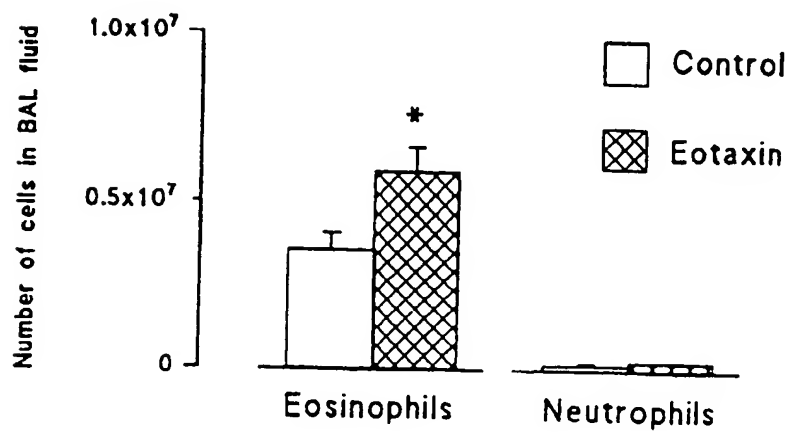 Number of cells in BAL fluid
1.0x10⁷
0.5x10⁷
0
*
Control
Eotaxin
Eosinophils
Neutrophils